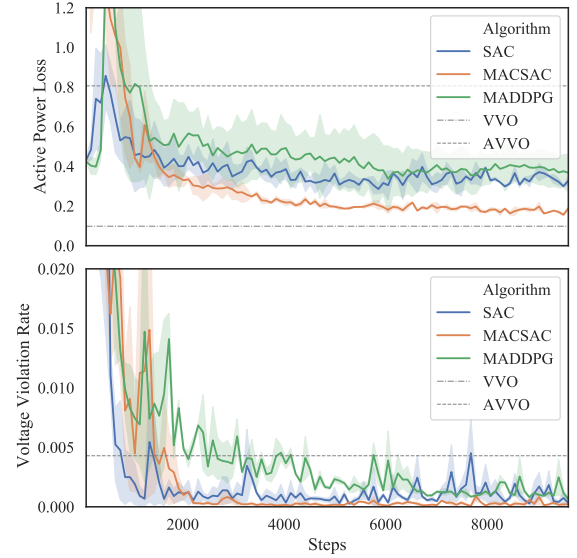 1.2
1.0
0.8
0.6
0.4
0.2
0.0
Active Power Loss
Algorithm
SAC
MACSAC
MADDPG
VVO
AVVO
0.020
0.015
0.010
0.005
0.000
Voltage Violation Rate
Algorithm
SAC
MACSAC
MADDPG
VVO
AVVO
2000 4000 6000 8000
Steps